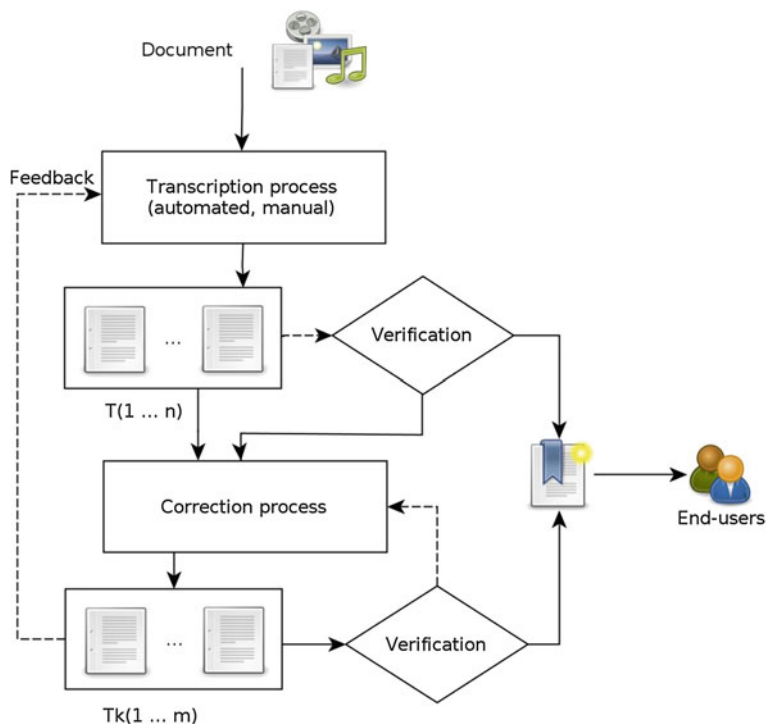 Document
Feedback
Transcription process
(automated, manual)
...
Verification
T(1 ... n)
Correction process
End-users
...
Verification
Tk(1 ... m)